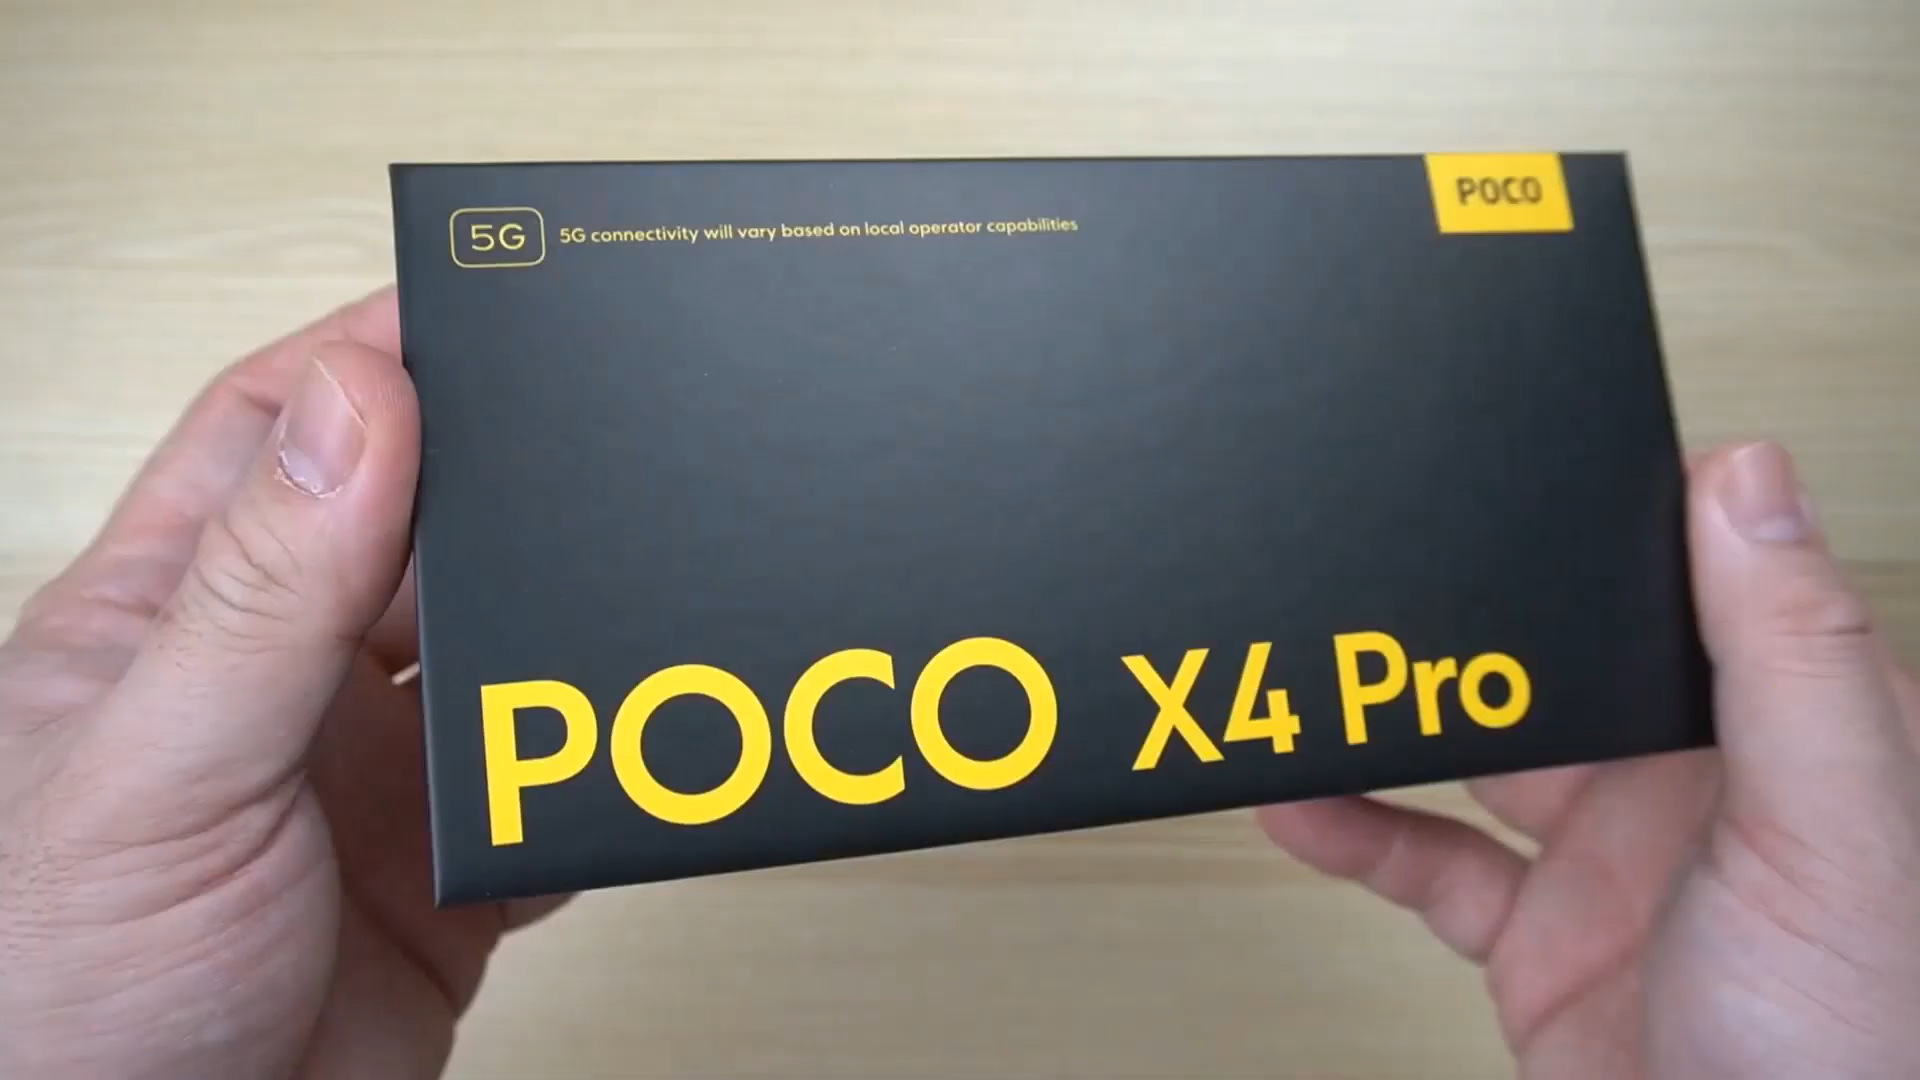 5G
5G connectivity will vary based on local operator capabilities
POCO
POCO X4 Pro